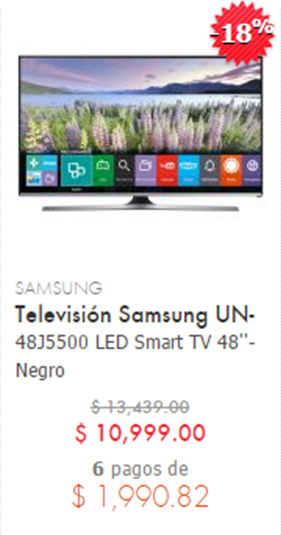 -18%
SAMSUNG
Televisión Samsung UN-
48J5500 LED Smart TV 48''-
Negro
$ 13,439.00
$ 10,999.00
6 pagos de
$ 1,990.82